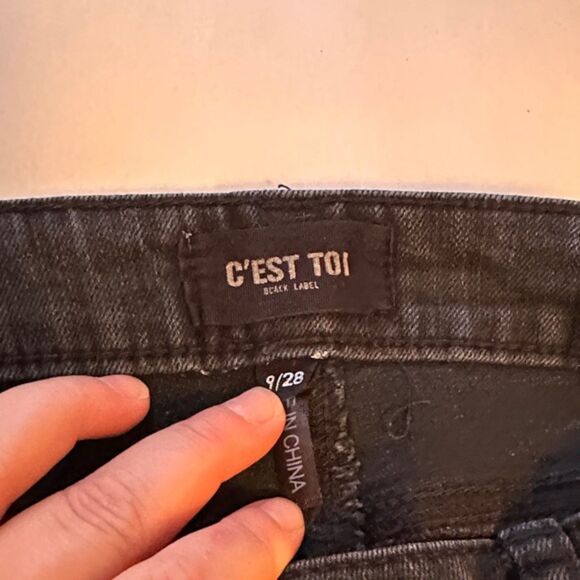 C'EST TOI
BLACK LABEL
9/28
IN CHINA